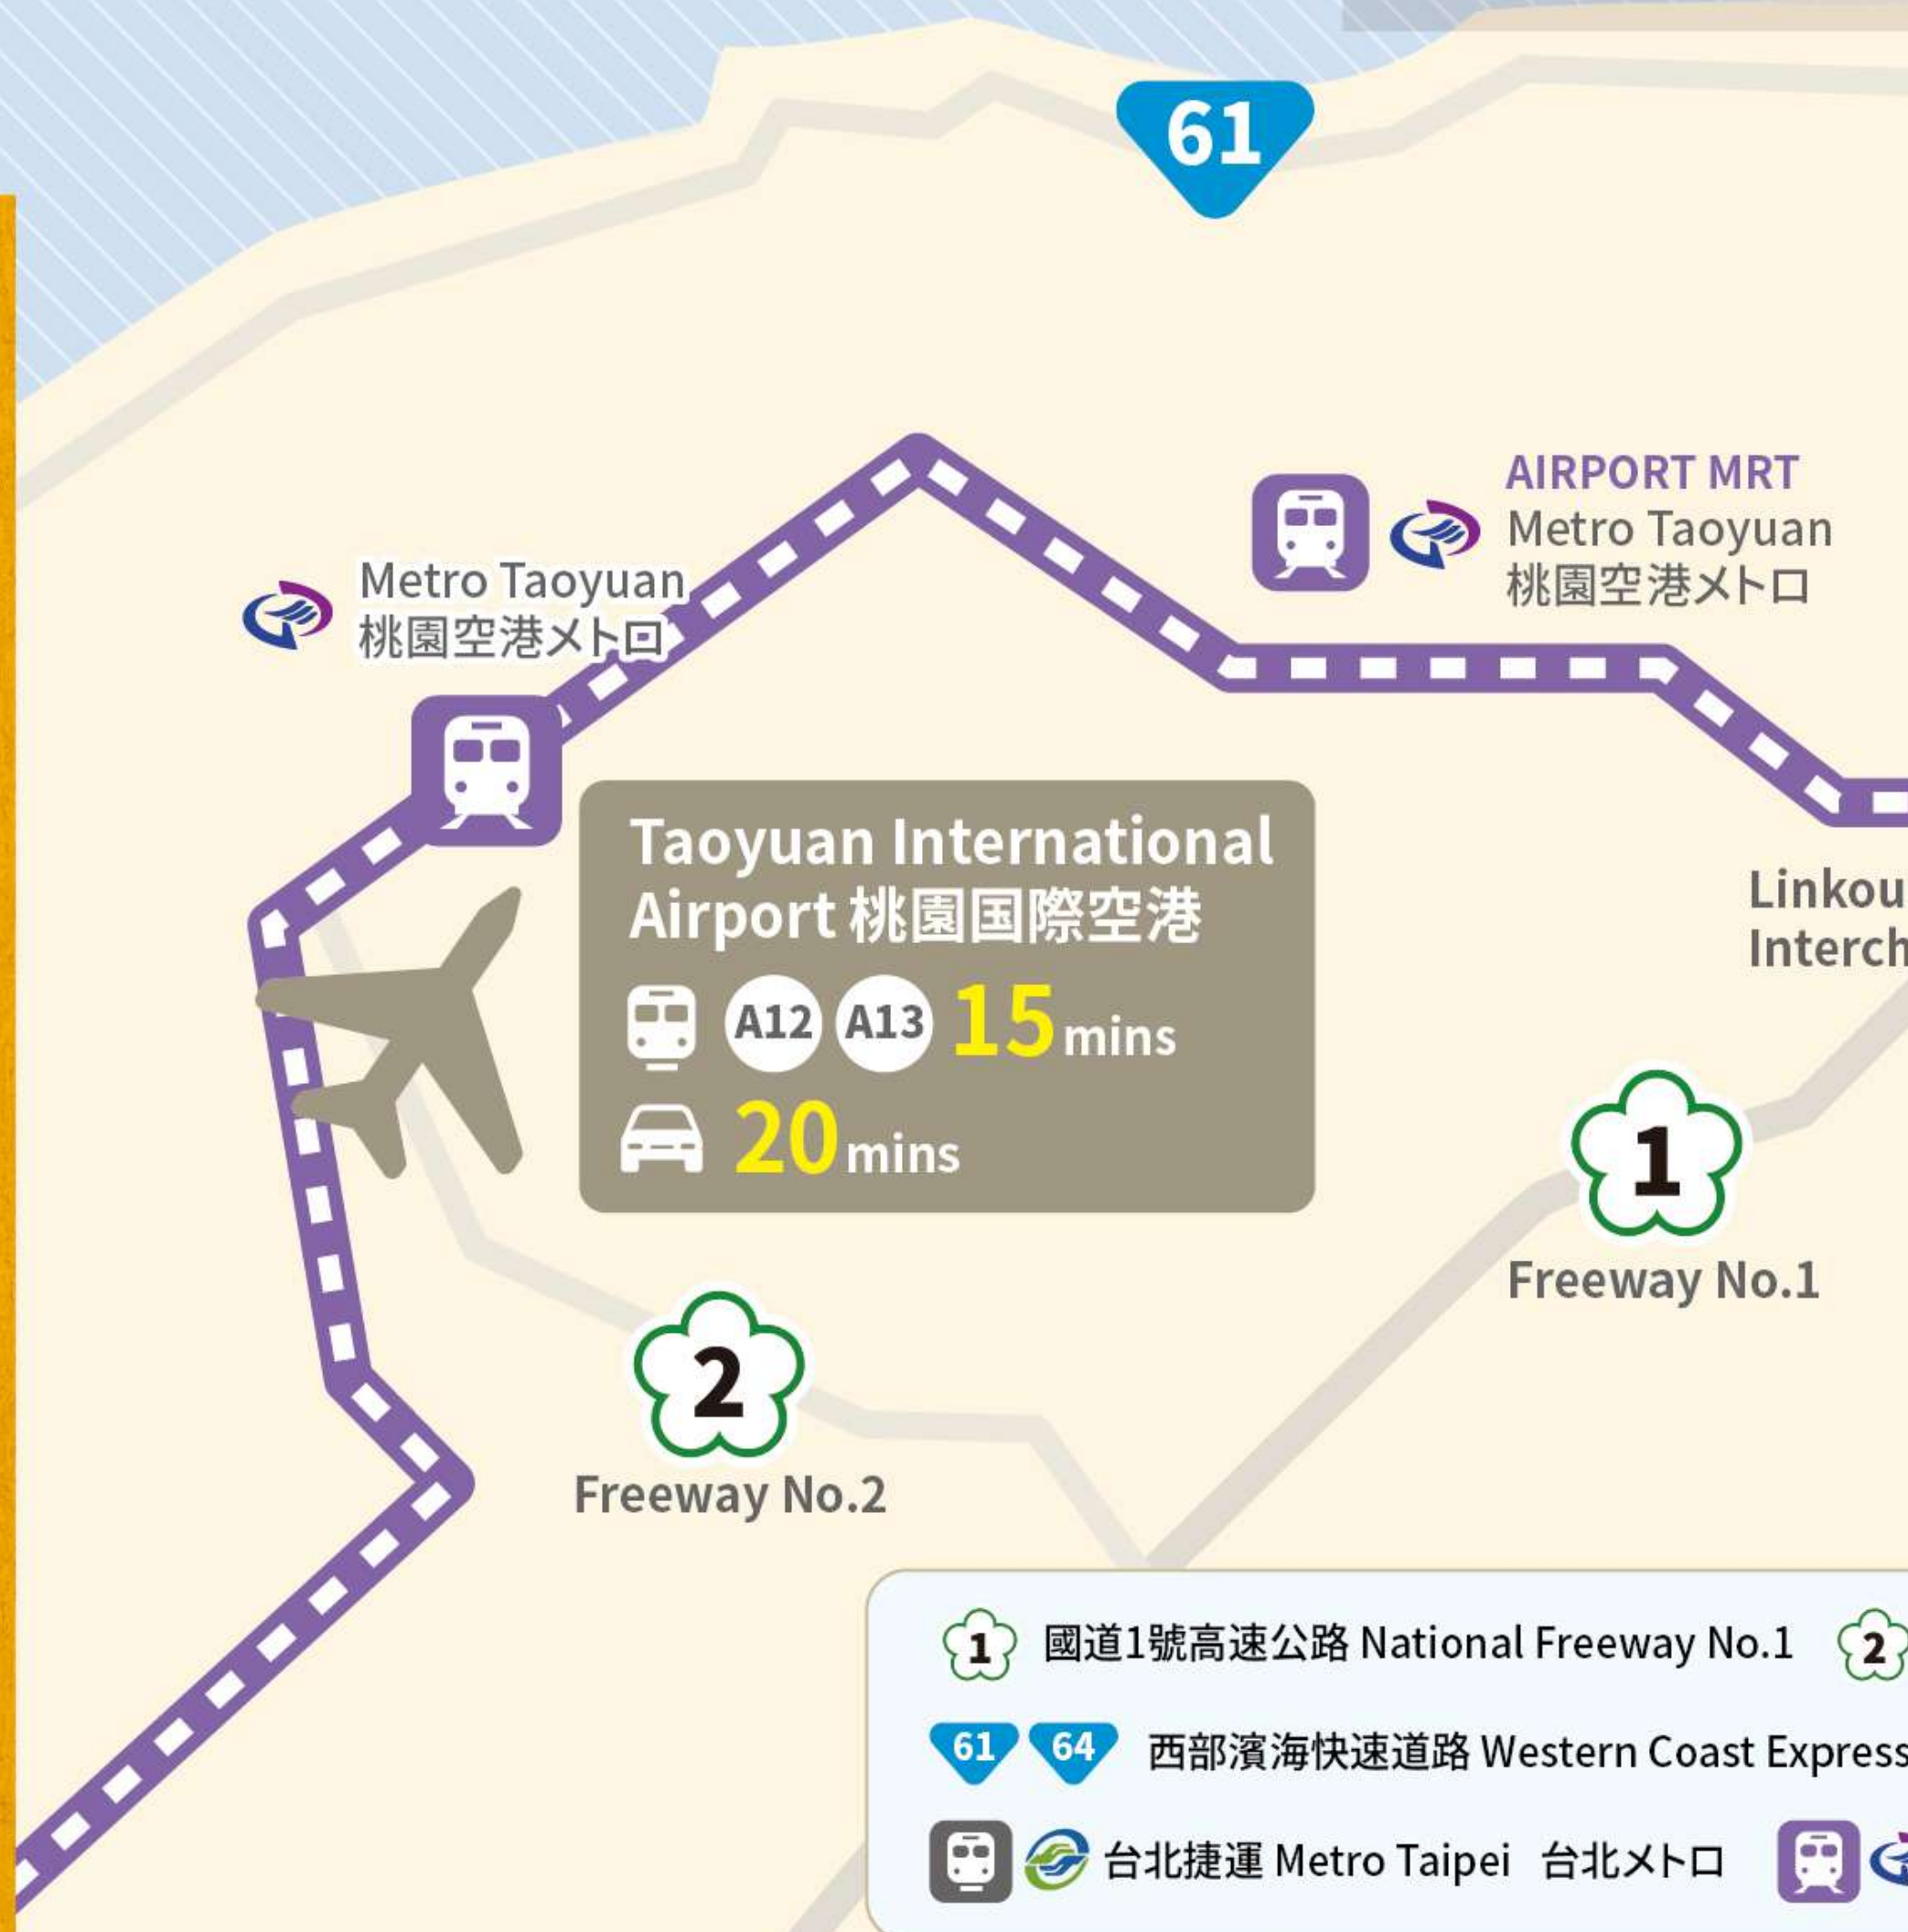 61
AIRPORT MRT
Metro Taoyuan
桃園空港メトロ
Metro Taoyuan
桃園空港メトロ
Taoyuan International
Airport 桃園国際空港
A12 A13 15 mins
20 mins
Linkou
Interch
1
Freeway No.1
2
Freeway No.2
1 國道1號高速公路 National Freeway No.1 2
61 64 西部濱海快速道路 Western Coast Express
台北捷運 Metro Taipei 台北メトロ